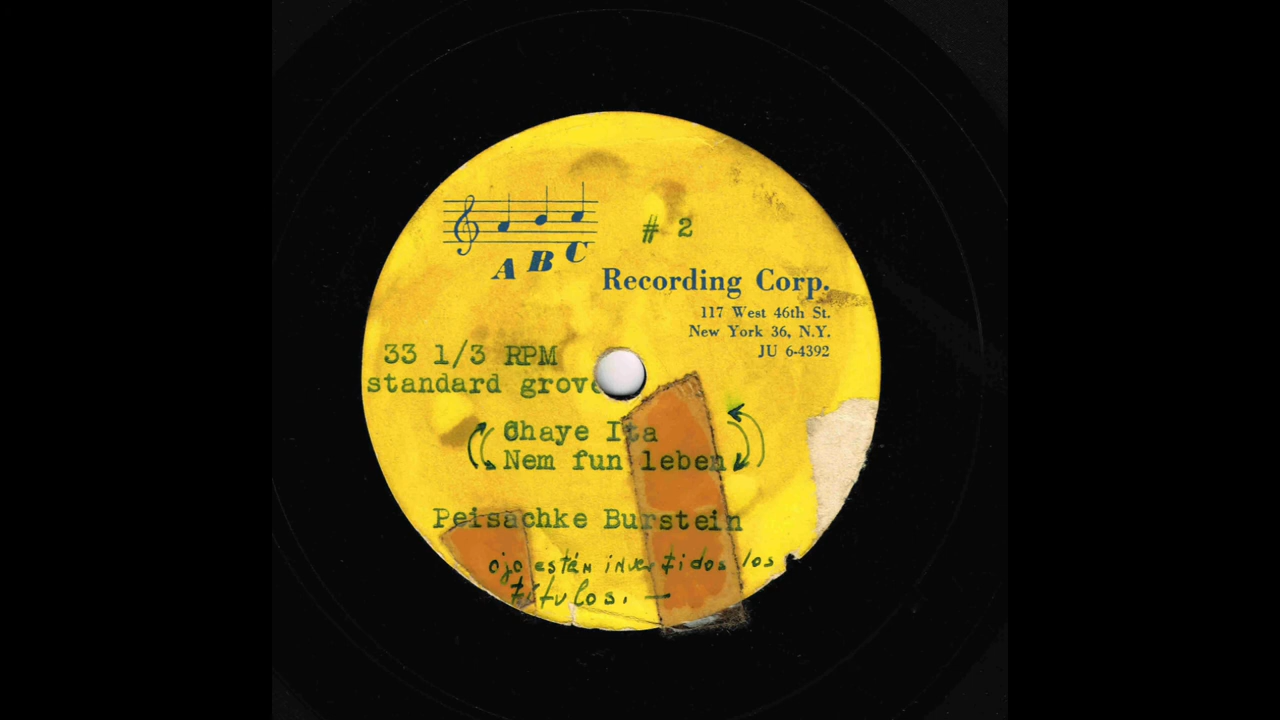 # 2
A B C
Recording Corp.
117 West 46th St.
New York 36, N.Y.
JU 6-4392
33 1/3 RPM
standard grove
Chaye Ita
Nem fun leben
Peisachke Burstein
ojo están invertidos los
títulos. —